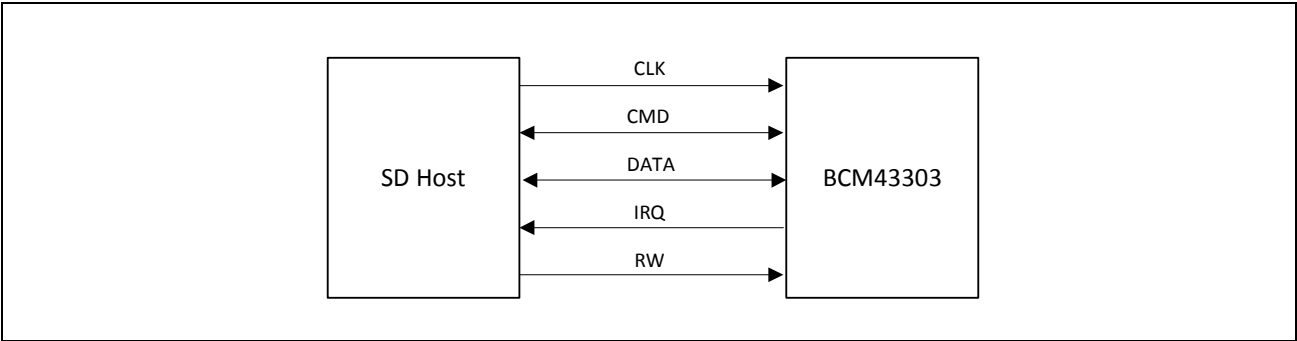 CLK
CMD
SD Host
DATA
BCM43303
IRQ
RW